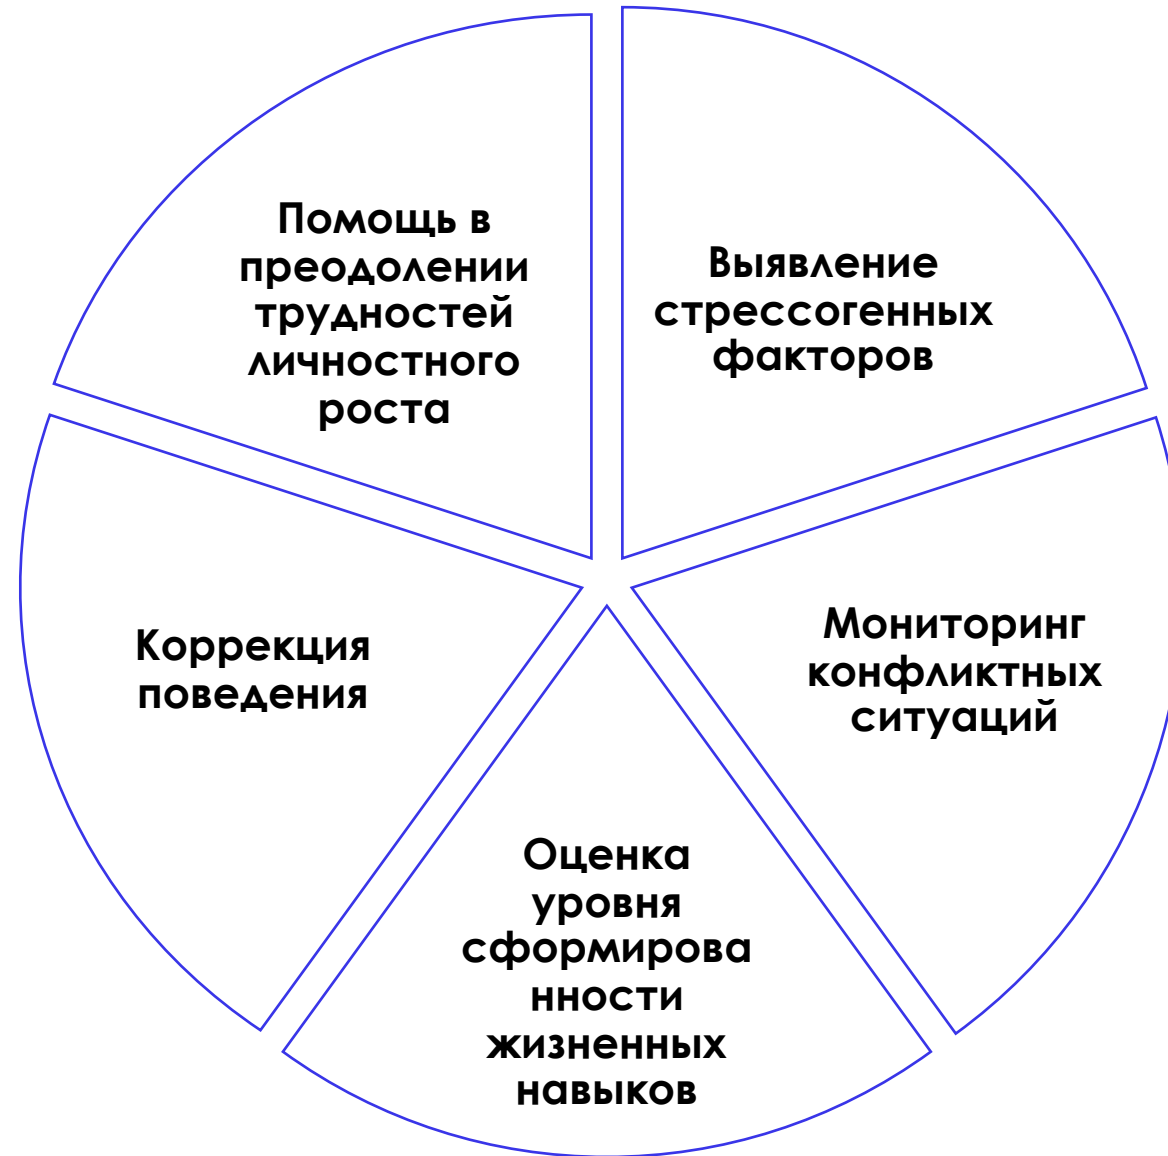 Помощь в
преодолении
трудностей
личностного
роста
Выявление
стрессогенных
факторов
Мониторинг
конфликтных
ситуаций
Оценка
уровня
сформирова
нности
жизненных
навыков
Коррекция
поведения